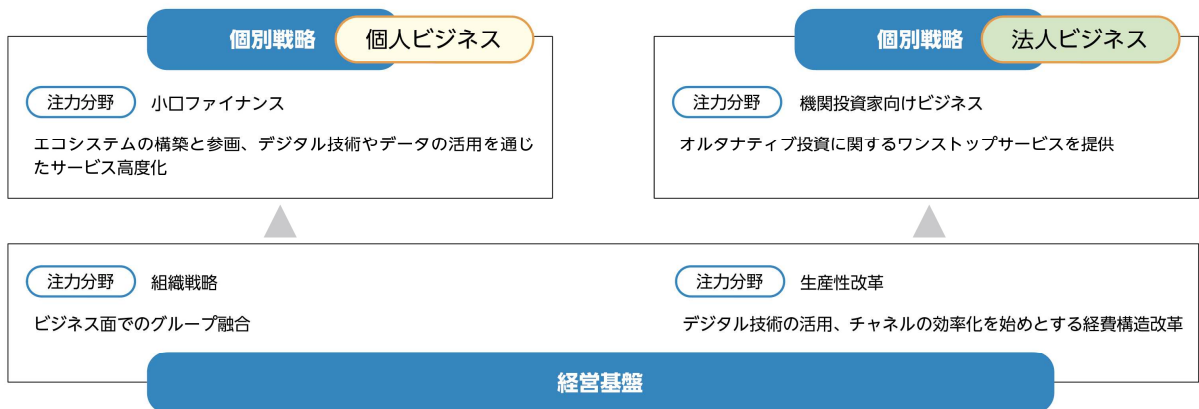 個別戦略 個人ビジネス
注力分野 小口ファイナンス
エコシステムの構築と参画、デジタル技術やデータの活用を通じ
たサービス高度化
個別戦略 法人ビジネス
注力分野 機関投資家向けビジネス
オルタナティブ投資に関するワンストップサービスを提供
注力分野 組織戦略
ビジネス面でのグループ融合
注力分野 生産性改革
デジタル技術の活用、チャネルの効率化を始めとする経費構造改革
経営基盤